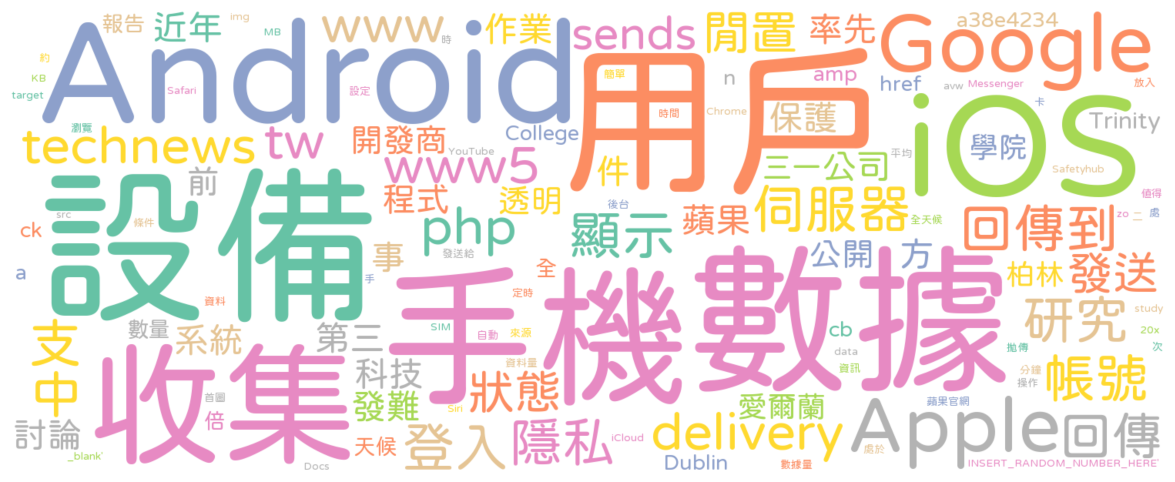 報告
近年
img
MB
www
時
作業
sends
閒置
率先
Google
a38e4234
Android
用戶
iOS
KB
target
Safari
設定
簡單
n
amp
href
avw
Messenger
放入
卡
瀏覽
technews
tw
開發商
College
時間
Chrome
保護
Trinity
學院
YouTube
www5
件
三一公司
平均
Safetyhub
設備
前
程式
透明
後台
蘋果
伺服器
全天候
值得
zo
二
處
src
條件
ck
php
顯示
回傳到
a
事
手
發送給
全
公開
方
柏林
發送
資料
定時
手機
數據
數量
系統
第三
SIM
自動
來源
cb
研究
study
20x
支
中
收集
科技
資料量
data
資訊
拋傳
次
分鐘
操作
帳號
首圖
倍
發難
狀態
Siri
愛爾蘭
蘋果官網
討論
天候
登入
隱私
iCloud
delivery
Apple
回傳
處於
_blank'
Docs
Dublin
數據量
INSERT_RANDOM_NUMBER_HERE'